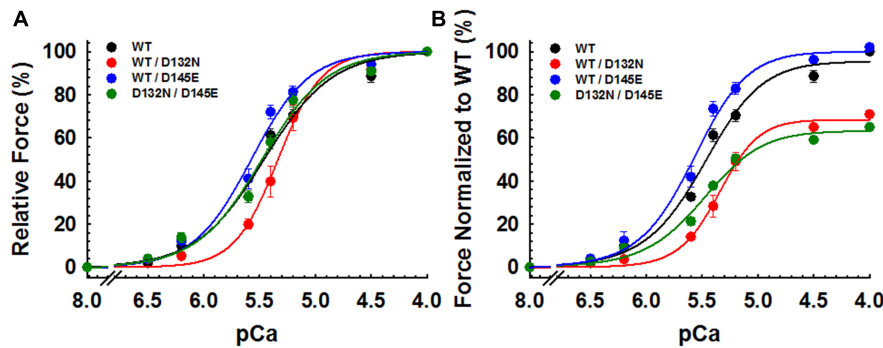 A
WT
WT / D132N
WT / D145E
D132N / D145E
Relative Force (%)
100
80
60
40
20
0
8.0 6.5 6.0 5.5 5.0 4.5 4.0
pCa
B
WT
WT / D132N
WT / D145E
D132N / D145E
Force Normalized to WT (%)
100
80
60
40
20
0
8.0 6.5 6.0 5.5 5.0 4.5 4.0
pCa